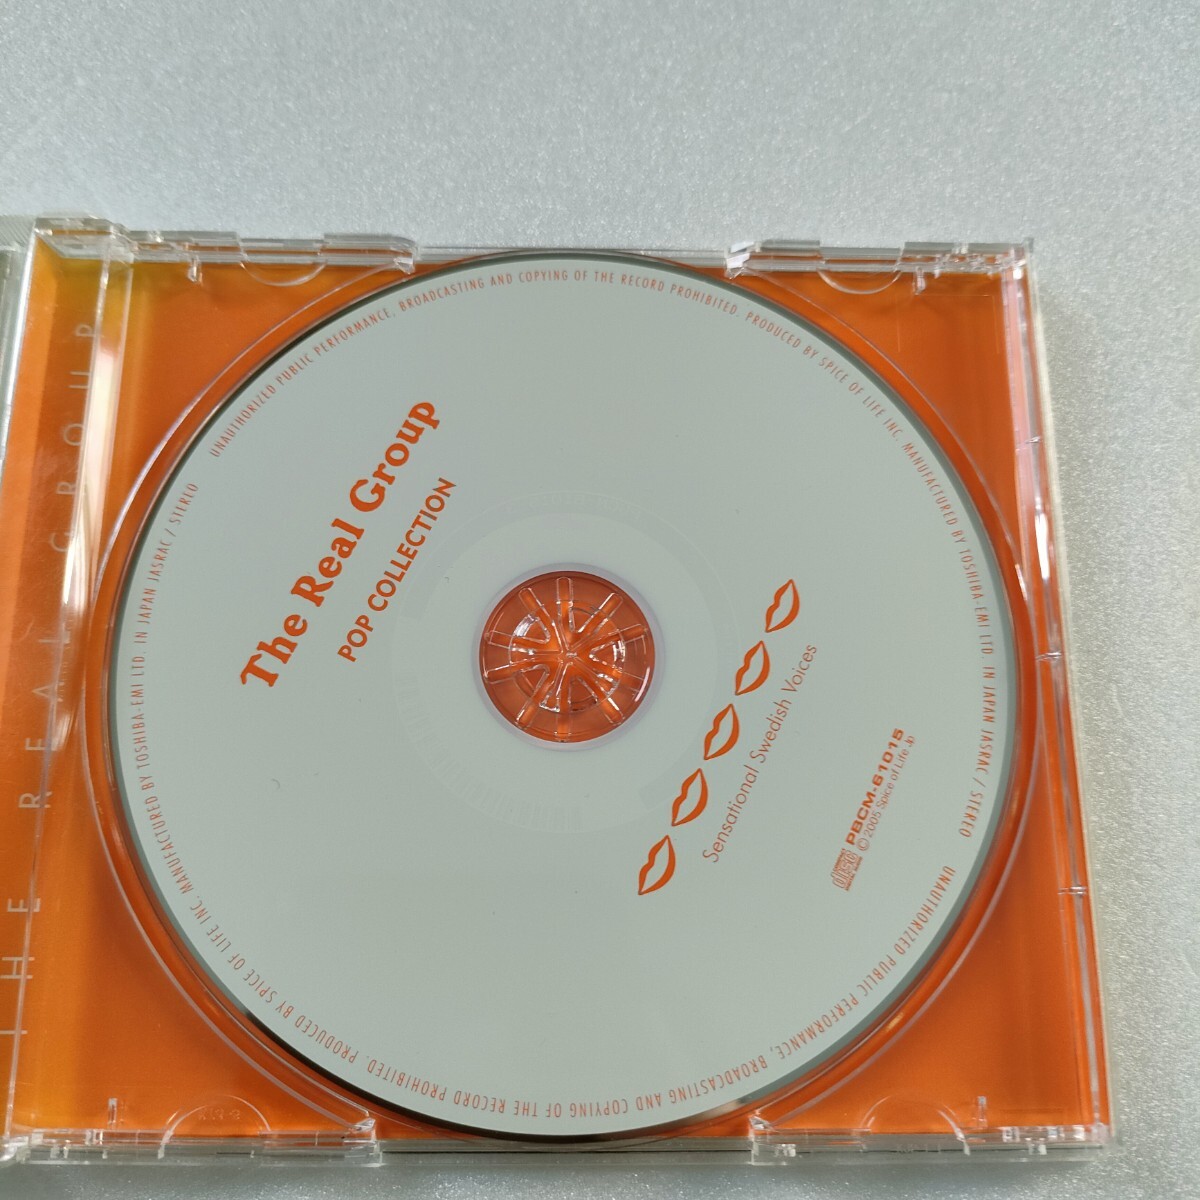 The Real Group
POP COLLECTION
Sensational Swedish Voices
PBCM-61015
©2005 Spice of Life. Jp
UNAUTHORIZED PUBLIC PERFORMANCE, BROADCASTING AND COPYING OF THE RECORD PROHIBITED. PRODUCED BY SPICE OF LIFE INC. MANUFACTURED BY TOSHIBA-EMI LTD. IN JAPAN JASRAC / STEREO
UNAUTHORIZED PUBLIC PERFORMANCE, BROADCASTING AND COPYING OF THE RECORD PROHIBITED. PRODUCED BY SPICE OF LIFE INC. MANUFACTURED BY TOSHIBA-EMI LTD. IN JAPAN JASRAC / STEREO
THE REAL GROUP